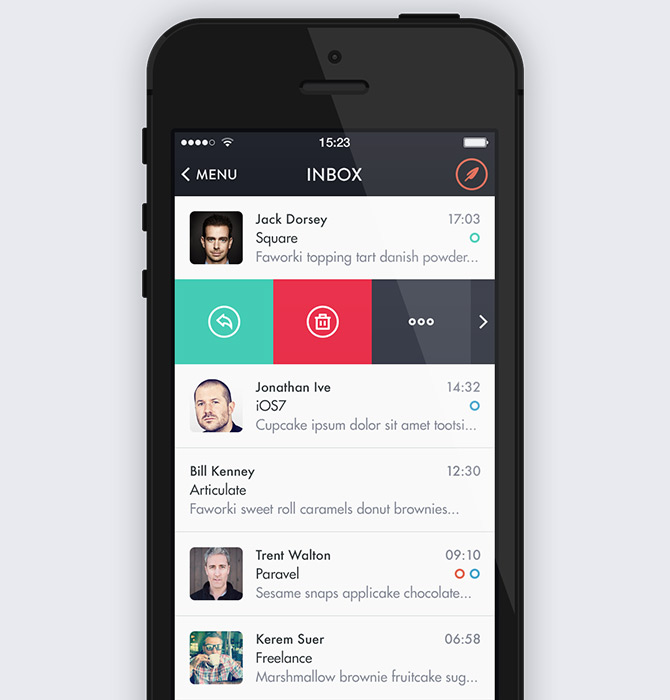 15:23
MENU
INBOX
Jack Dorsey 17:03
Square
Faworki topping tart danish powder...
Jonathan Ive 14:32
iOS7
Cupcake ipsum dolor sit amet tootsi...
Bill Kenney 12:30
Articulate
Faworki sweet roll caramels donut brownies...
Trent Walton 09:10
Paravel
Sesame snaps applicake chocolate...
Kerem Suer 06:58
Freelance
Marshmallow brownie fruitcake sug...